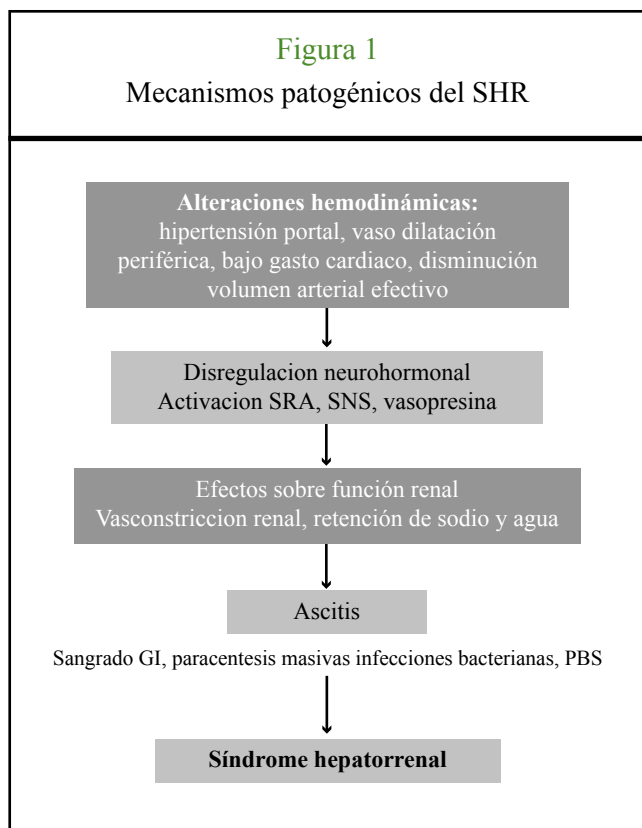 Figura 1
Mecanismos patogénicos del SHR
Alteraciones hemodinámicas:
hipertensión portal, vaso dilatación
periférica, bajo gasto cardiaco, disminución
volumen arterial efectivo
Disregulacion neurohormonal
Activacion SRA, SNS, vasopresina
Efectos sobre función renal
Vasconstriccion renal, retención de sodio y agua
Ascitis
Sangrado GI, paracentesis masivas infecciones bacterianas, PBS
Síndrome hepatorrenal